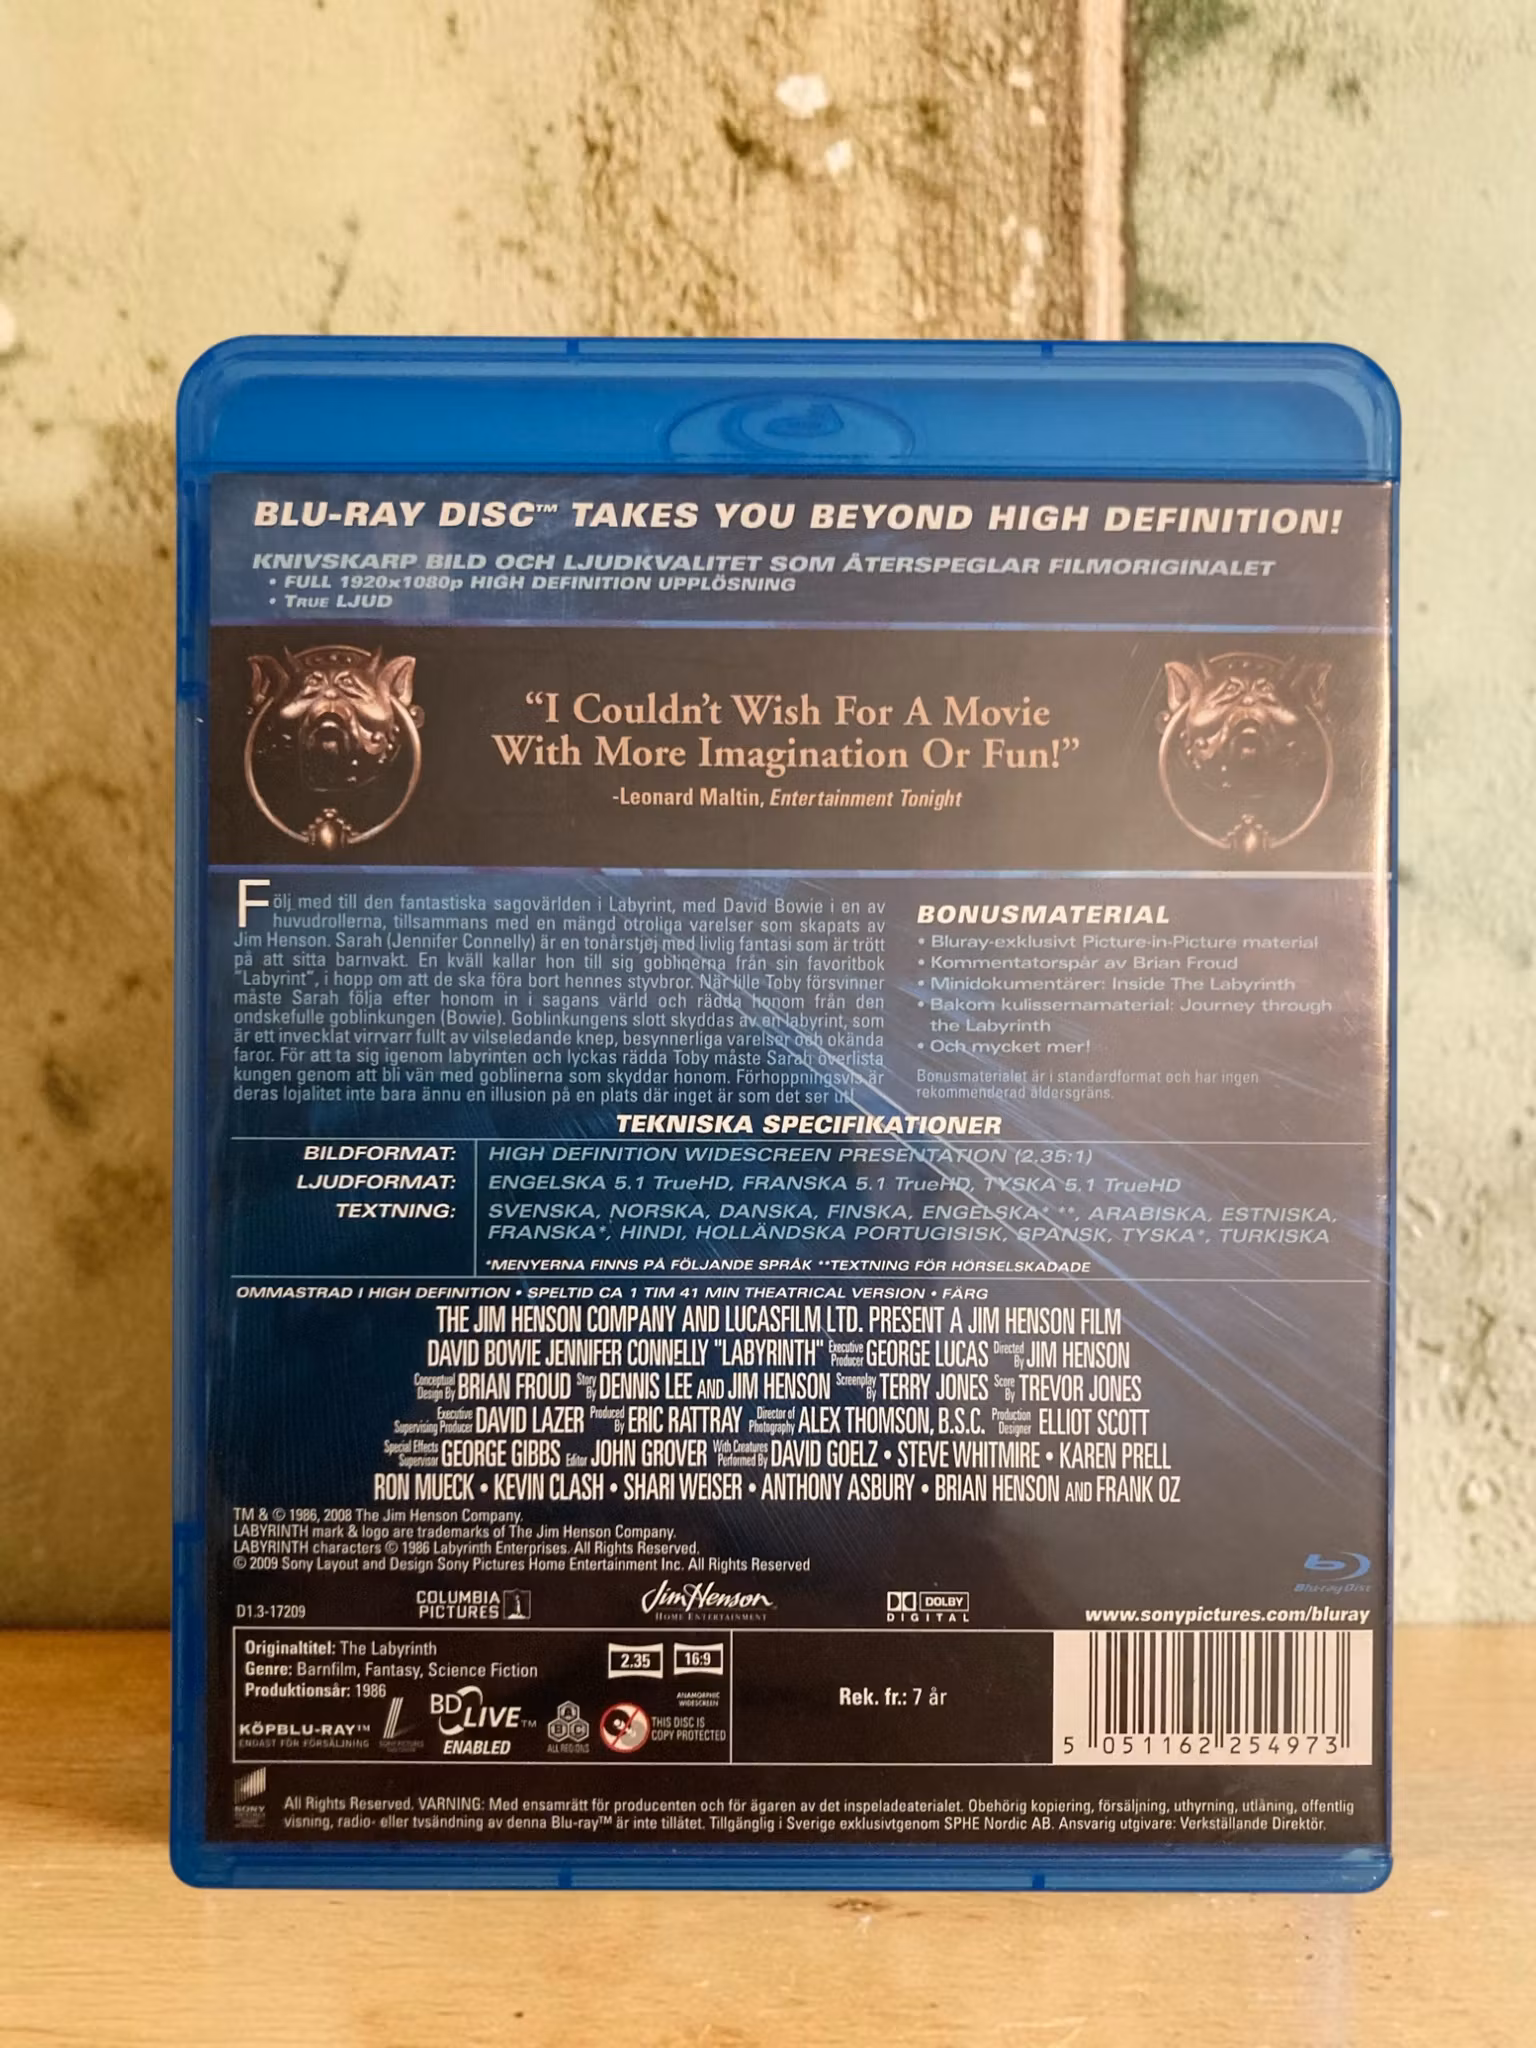 BLU-RAY DISC™ TAKES YOU BEYOND HIGH DEFINITION!
KNIVSKARP BILD OCH LJUDKVALITET SOM ÅTERSPEGLAR FILMORIGINALET
• FULL 1920x1080p HIGH DEFINITION UPPLÖSNING
• TRUE LJUD
“I Couldn’t Wish For A Movie
With More Imagination Or Fun!”
-Leonard Maltin, Entertainment Tonight
Följ med till den fantastiska sagovärlden i Labyrint, med David Bowie i en av
huvudrollerna, tillsammans med en mängd otroliga varelser som skapats av
Jim Henson. Sarah (Jennifer Connelly) är en tonårstjej med livlig fantasi som är trött
på att sitta barnvakt. En kväll kallar hon till sig goblinerna från sin favoritbok
"Labyrint", i hopp om att de ska föra bort hennes styvbror. När lille Toby försvinner
måste Sarah följa efter honom in i sagans värld och rädda honom från den
ondskefulle goblinkungen (Bowie). Goblinkungens slott skyddas av en labyrint, som
är ett invecklat virrvarr fullt av vilseledande knep, besynnerliga varelser och okända
faror. För att ta sig igenom labyrinten och lyckas rädda Toby måste Sarah överlista
kungen genom att bli vän med goblinerna som skyddar honom. Förhoppningsvis är
deras lojalitet inte bara ännu en illusion på en plats där inget är som det ser ut!
BONUSMATERIAL
• Bluray-exklusivt Picture-in-Picture material
• Kommentatorspår av Brian Froud
• Minidokumentärer: Inside The Labyrinth
• Bakom kulissernamaterial: Journey through
the Labyrinth
• Och mycket mer!
Bonusmaterialet är i standardformat och har ingen
rekommenderad åldersgräns.
TEKNISKA SPECIFIKATIONER
BILDFORMAT: HIGH DEFINITION WIDESCREEN PRESENTATION (2.35:1)
LJUDFORMAT: ENGELSKA 5.1 TrueHD, FRANSKA 5.1 TrueHD, TYSKA 5.1 TrueHD
TEXTNING: SVENSKA, NORSKA, DANSKA, FINSKA, ENGELSKA* **, ARABISKA, ESTNISKA,
FRANSKA*, HINDI, HOLLÄNDSKA PORTUGISISK, SPANSK, TYSKA*, TURKISKA
*MENYERNA FINNS PÅ FÖLJANDE SPRÅK **TEXTNING FÖR HÖRSELSKADADE
OMMASTRAD I HIGH DEFINITION • SPELTID CA 1 TIM 41 MIN THEATRICAL VERSION • FÄRG
THE JIM HENSON COMPANY AND LUCASFILM LTD. PRESENT A JIM HENSON FILM
DAVID BOWIE JENNIFER CONNELLY "LABYRINTH" Executive Producer GEORGE LUCAS Directed By JIM HENSON
Conceptual Design By BRIAN FROUD Story By DENNIS LEE AND JIM HENSON Screenplay By TERRY JONES Score By TREVOR JONES
Executive Supervising Producer DAVID LAZER Produced By ERIC RATTRAY Director of Photography ALEX THOMSON, B.S.C. Production Designer ELLIOT SCOTT
Special Effects Supervisor GEORGE GIBBS Editor JOHN GROVER With Creatures Performed By DAVID GOELZ • STEVE WHITMIRE • KAREN PRELL
RON MUECK • KEVIN CLASH • SHARI WEISER • ANTHONY ASBURY • BRIAN HENSON AND FRANK OZ
TM & © 1986, 2008 The Jim Henson Company.
LABYRINTH mark & logo are trademarks of The Jim Henson Company.
LABYRINTH characters © 1986 Labyrinth Enterprises. All Rights Reserved.
© 2009 Sony Layout and Design Sony Pictures Home Entertainment Inc. All Rights Reserved
Blu-ray Disc
D1.3-17209
COLUMBIA PICTURES
Jim Henson HOME ENTERTAINMENT
DOLBY DIGITAL
www.sonypictures.com/bluray
Originaltitel: The Labyrinth
Genre: Barnfilm, Fantasy, Science Fiction
Produktionsår: 1986
2.35 16:9
ANAMORPHIC WIDESCREEN
KÖPBLU-RAY™
ENDAST FÖR FÖRSÄLJNING
BD LIVE™
ENABLED
A B C
ALL REGIONS
THIS DISC IS
COPY PROTECTED
Rek. fr.: 7 år
5 051162 254973
SONY
All Rights Reserved. VARNING: Med ensamrätt för producenten och för ägaren av det inspeladeaterialet. Obehörig kopiering, försäljning, uthyrning, utlåning, offentlig
visning, radio- eller tvsändning av denna Blu-ray™ är inte tillåtet. Tillgänglig i Sverige exklusivtgenom SPHE Nordic AB. Ansvarig utgivare: Verkställande Direktör.